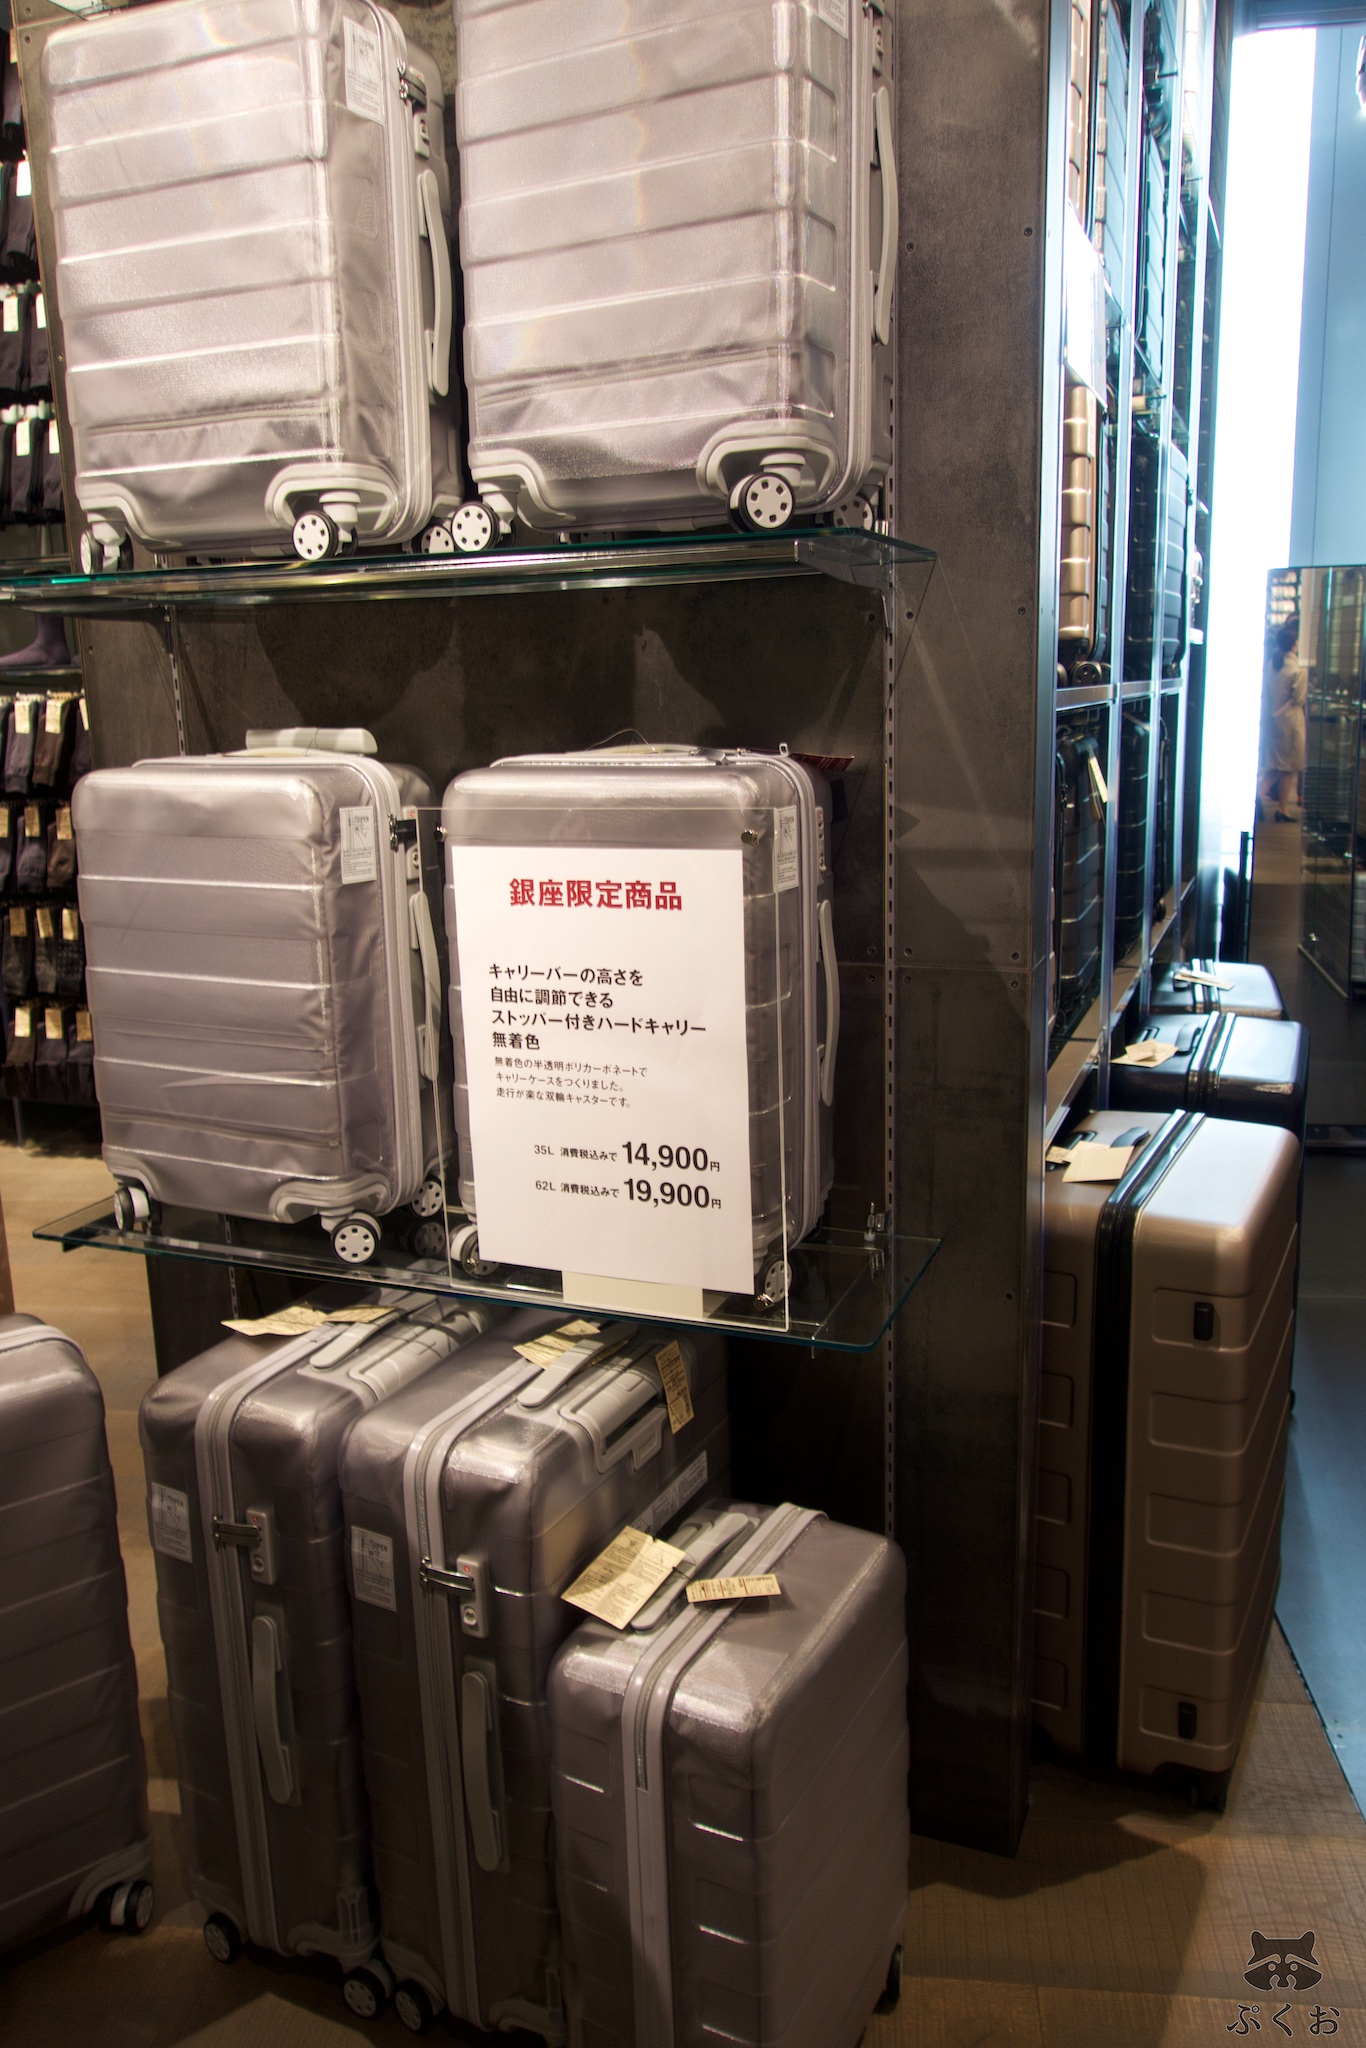 銀座限定商品
キャリーバーの高さを
自由に調節できる
ストッパー付きハードキャリー
無着色
無着色の半透明ポリカーボネートで
キャリーケースをつくりました。
走行が楽な双輪キャスターです。
35L 消費税込みで 14,900円
62L 消費税込みで 19,900円
ぷくお